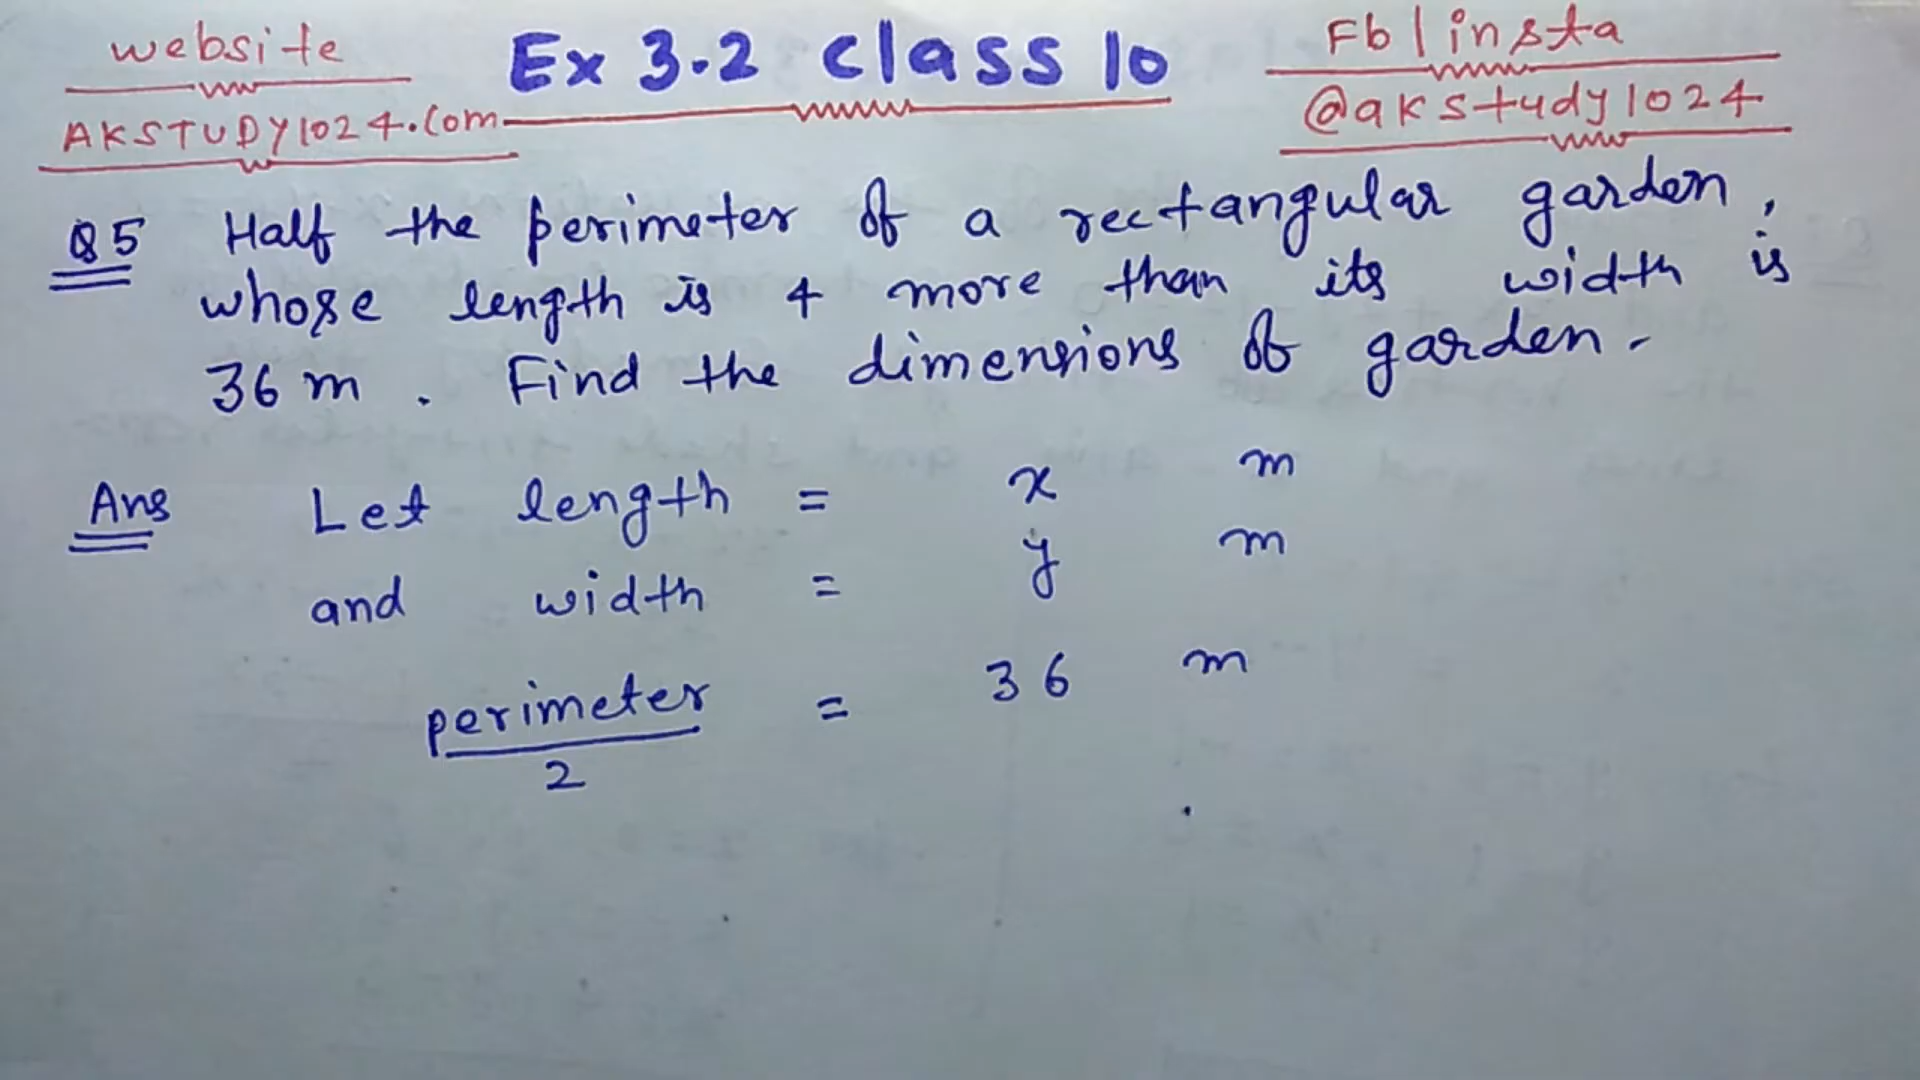 website
AKSTUDY1024.com
Ex 3.2 class 10
Fb | insta
@akstudy1024
Q5 Half the perimeter of a rectangular garden,
whose length is 4 more than its width is
36 m. Find the dimensions of garden.
Ans Let length = x m
and width = y m
perimeter/2 = 36 m